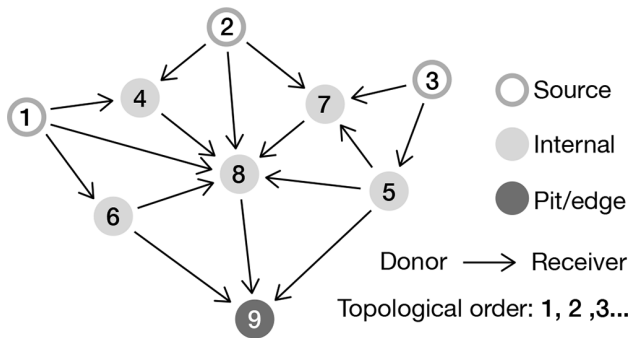 2
1
4
7
3
8
5
6
9
Source
Internal
Pit/edge
Donor Receiver
Topological order: 1, 2 ,3...